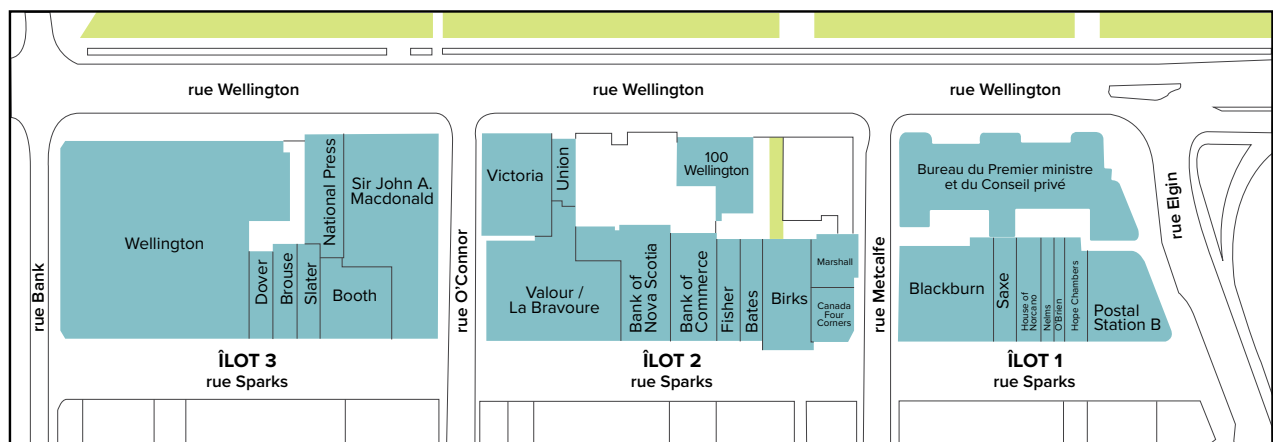 rue Wellington
rue Wellington
rue Wellington
rue Bank
Wellington
Dover
Brouse
Slater
National Press
Sir John A.
Macdonald
Booth
ÎLOT 3
rue Sparks
rue O'Connor
Victoria
Union
100
Wellington
Valour /
La Bravoure
Bank of
Nova Scotia
Bank of
Commerce
Fisher
Bates
Birks
Marshall
Canada
Four
Corners
ÎLOT 2
rue Sparks
rue Metcalfe
Bureau du Premier ministre
et du Conseil privé
Blackburn
Saxe
House of
Norcano
Nelms
O'Brien
Hope Chambers
Postal
Station B
ÎLOT 1
rue Sparks
rue Elgin